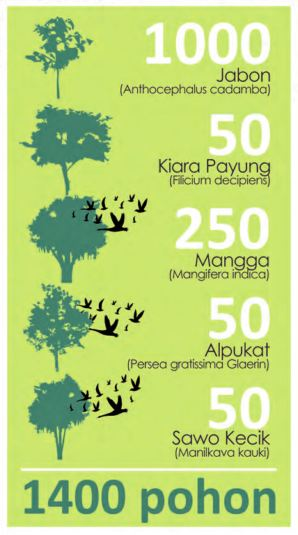 1000
Jabon
(Anthocephalus cadamba)
50
Kiara Payung
(Filicium decipiens)
250
Mangga
(Mangifera indica)
50
Alpukat
(Persea gratissima Glaerin)
50
Sawo Kecik
(Manilkava kauki)
1400 pohon